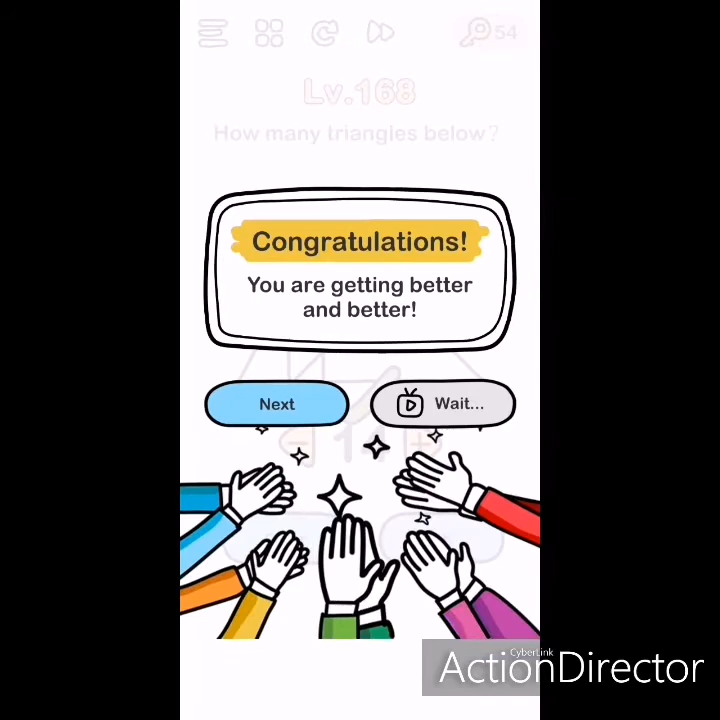 54
Lv.168
How many triangles below?
Congratulations!
You are getting better
and better!
Next
Wait...
CyberLink
ActionDirector